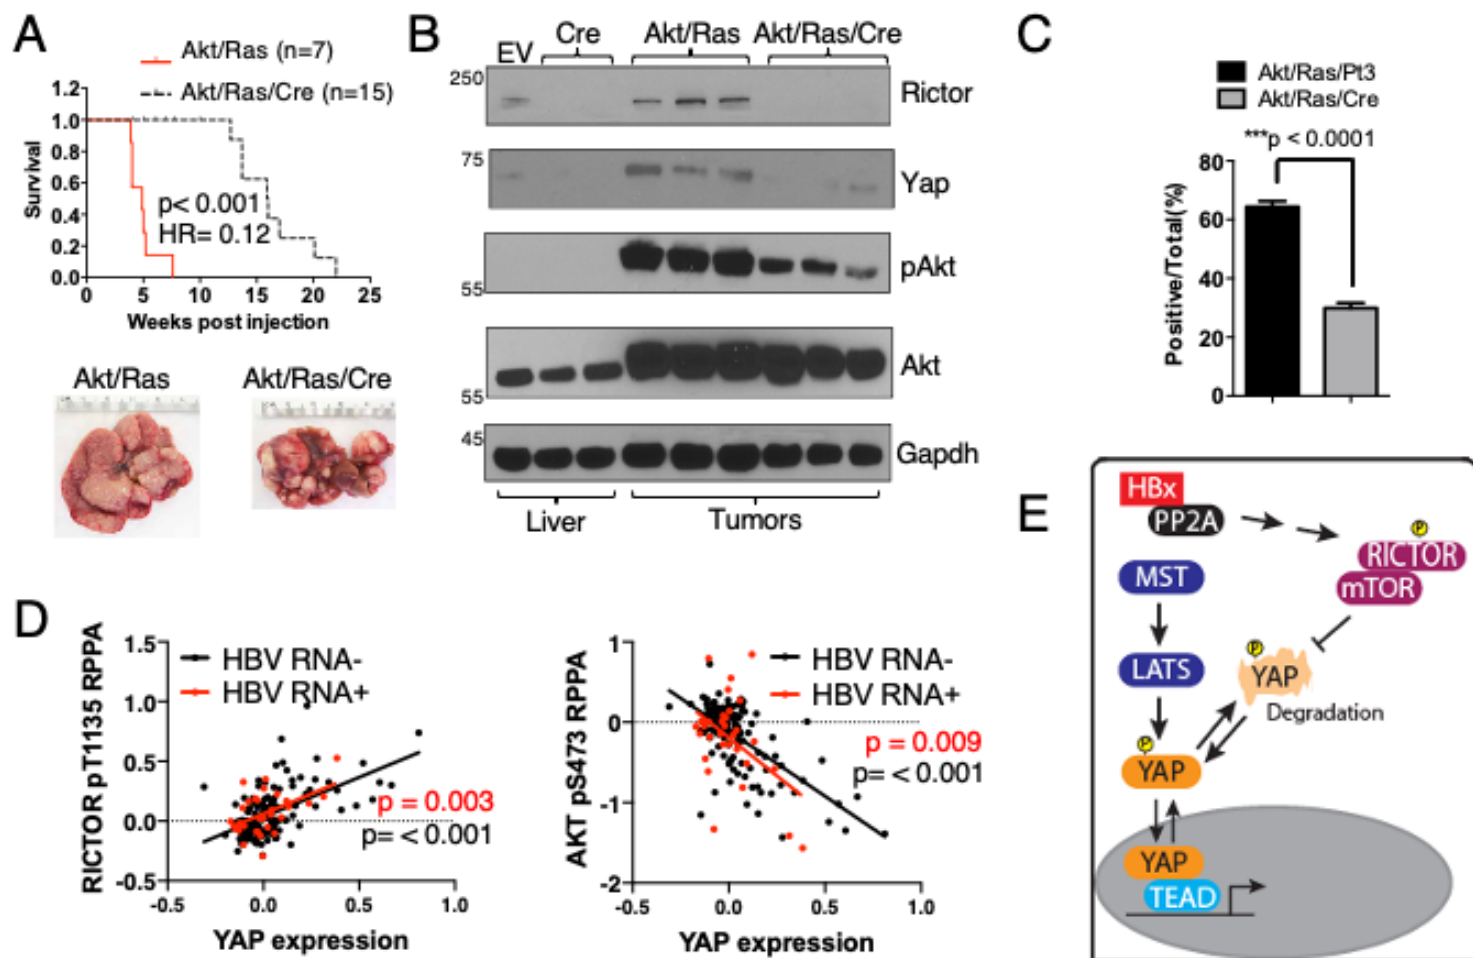 A
Akt/Ras (n=7)
Akt/Ras/Cre (n=15)
1.2
1.0
0.8
0.6
0.4
0.2
0.0
Survival
p< 0.001
HR= 0.12
0 5 10 15 20 25
Weeks post injection
Akt/Ras
Akt/Ras/Cre
B
EV
Cre
Akt/Ras
Akt/Ras/Cre
250
Rictor
75
Yap
55
pAkt
55
Akt
45
Gapdh
Liver
Tumors
C
Akt/Ras/Pt3
Akt/Ras/Cre
***p < 0.0001
Positive/Total(%)
80
60
40
20
0
D
RICTOR pT1135 RPPA
1.5
1.0
0.5
0.0
-0.5
HBV RNA-
HBV RNA+
p = 0.003
p= < 0.001
-0.5 0.0 0.5 1.0
YAP expression
AKT pS473 RPPA
1
0
-1
-2
HBV RNA-
HBV RNA+
p = 0.009
p= < 0.001
-0.5 0.0 0.5 1.0
YAP expression
E
HBx
PP2A
P
RICTOR
mTOR
MST
LATS
P
YAP
Degradation
P
YAP
YAP
TEAD